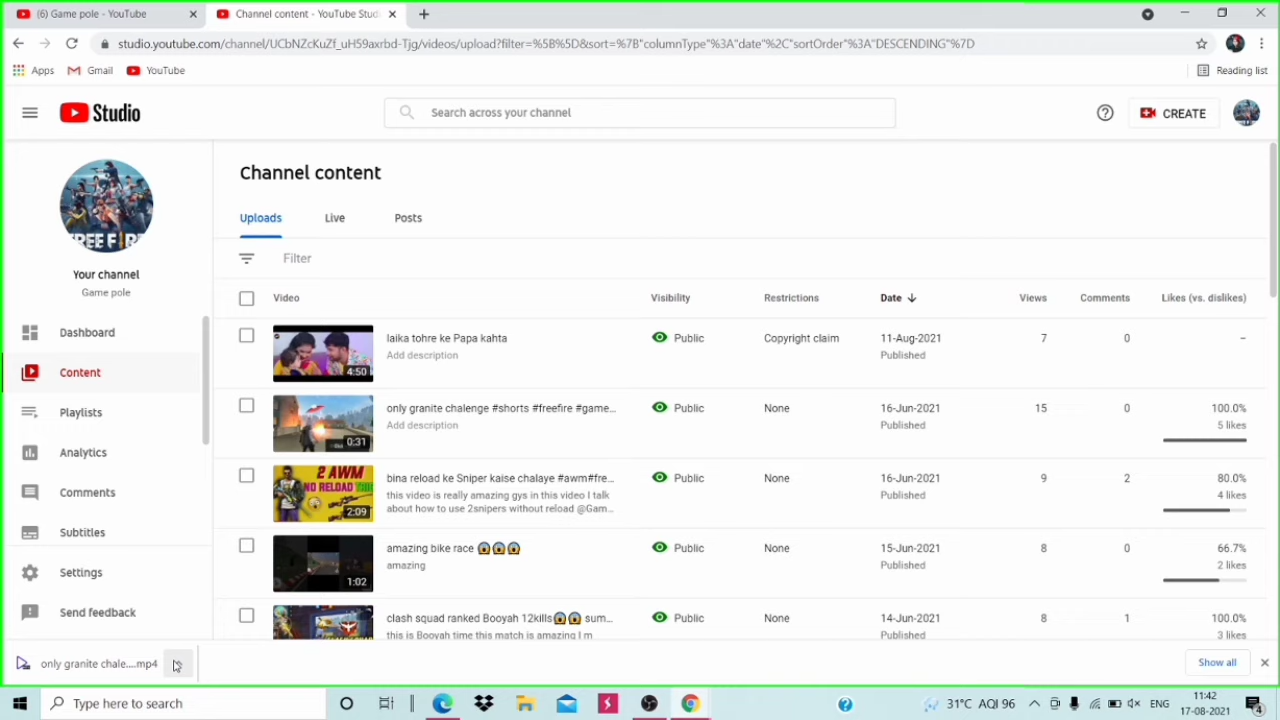 (6) Game pole - YouTube
Channel content - YouTube Studi
studio.youtube.com/channel/UCbNZcKuZf_uH59axrbd-Tjg/videos/upload?filter=%5B%5D&sort=%7B"columnType"%3A"date"%2C"sortOrder"%3A"DESCENDING"%7D
Apps Gmail YouTube Reading list
Studio Search across your channel CREATE
FREE FIRE
Your channel
Game pole
Dashboard
Content
Playlists
Analytics
Comments
Subtitles
Settings
Send feedback
Channel content
Uploads Live Posts
Filter
Video Visibility Restrictions Date Views Comments Likes (vs. dislikes)
laika tohre ke Papa kahta Public Copyright claim 11-Aug-2021 7 0 –
Add description Published
4:50
only granite chalenge #shorts #freefire #game... Public None 16-Jun-2021 15 0 100.0%
Add description Published 5 likes
0:31
bina reload ke Sniper kaise chalaye #awm#fre... Public None 16-Jun-2021 9 2 80.0%
this video is really amazing gys in this video I talk Published 4 likes
about how to use 2snipers without reload @Gam...
2 AWM
NO RELOAD
2:09
amazing bike race 😱😱😱 Public None 15-Jun-2021 8 0 66.7%
amazing Published 2 likes
1:02
clash squad ranked Booyah 12kills😱😱 sum... Public None 14-Jun-2021 8 1 100.0%
this is Booyah time this match is amazing I m Published 3 likes
only granite chale....mp4 Show all
Type here to search 31°C AQI 96 ENG 11:42
17-08-2021
4